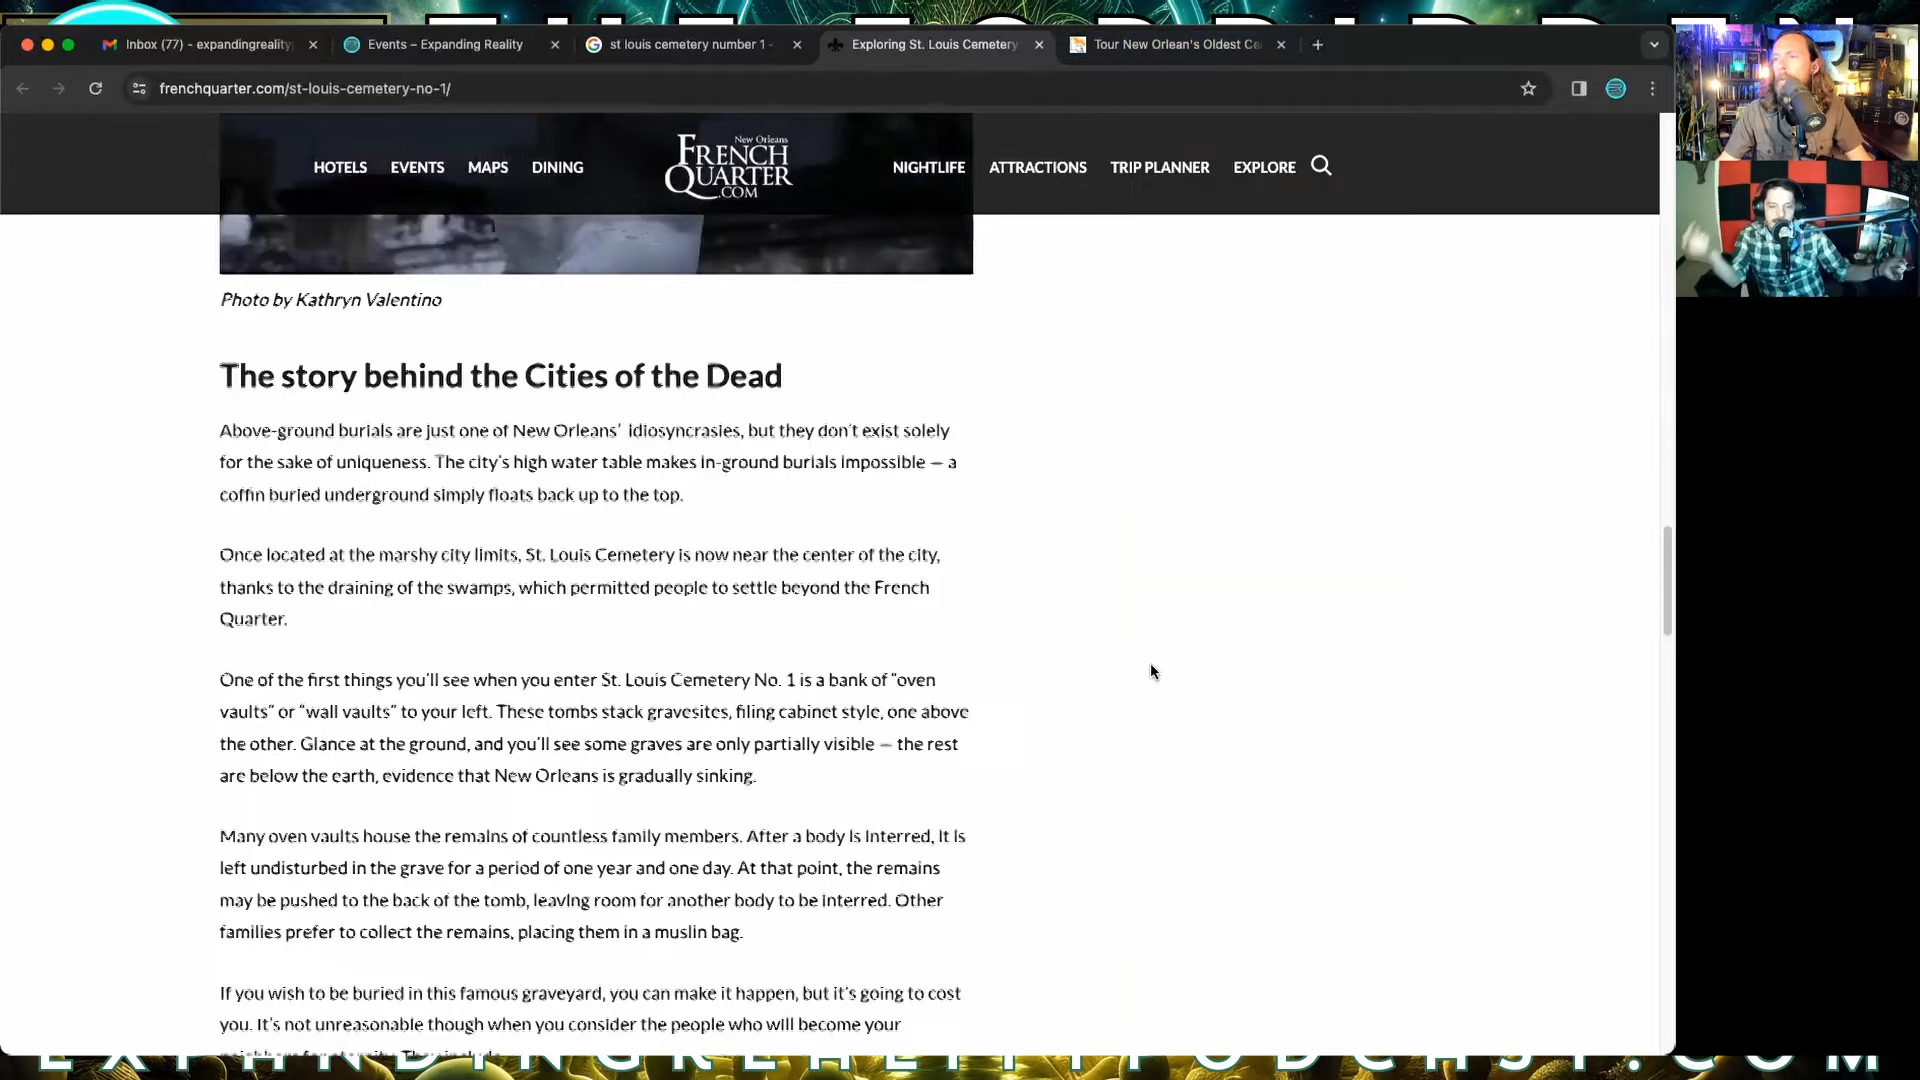 Inbox (77) - expandingreality
Events – Expanding Reality
st louis cemetery number 1 -
Exploring St. Louis Cemetery
Tour New Orlean's Oldest Ce
frenchquarter.com/st-louis-cemetery-no-1/
HOTELS EVENTS MAPS DINING
New Orleans
FRENCH
QUARTER
.COM
NIGHTLIFE ATTRACTIONS TRIP PLANNER EXPLORE
Photo by Kathryn Valentino
The story behind the Cities of the Dead
Above-ground burials are just one of New Orleans' idiosyncrasies, but they don't exist solely
for the sake of uniqueness. The city's high water table makes in-ground burials impossible — a
coffin buried underground simply floats back up to the top.
Once located at the marshy city limits, St. Louis Cemetery is now near the center of the city,
thanks to the draining of the swamps, which permitted people to settle beyond the French
Quarter.
One of the first things you'll see when you enter St. Louis Cemetery No. 1 is a bank of "oven
vaults" or "wall vaults" to your left. These tombs stack gravesites, filing cabinet style, one above
the other. Glance at the ground, and you'll see some graves are only partially visible — the rest
are below the earth, evidence that New Orleans is gradually sinking.
Many oven vaults house the remains of countless family members. After a body is interred, it is
left undisturbed in the grave for a period of one year and one day. At that point, the remains
may be pushed to the back of the tomb, leaving room for another body to be interred. Other
families prefer to collect the remains, placing them in a muslin bag.
If you wish to be buried in this famous graveyard, you can make it happen, but it's going to cost
you. It's not unreasonable though when you consider the people who will become your
EXPANDINGREALITYPODCAST.COM